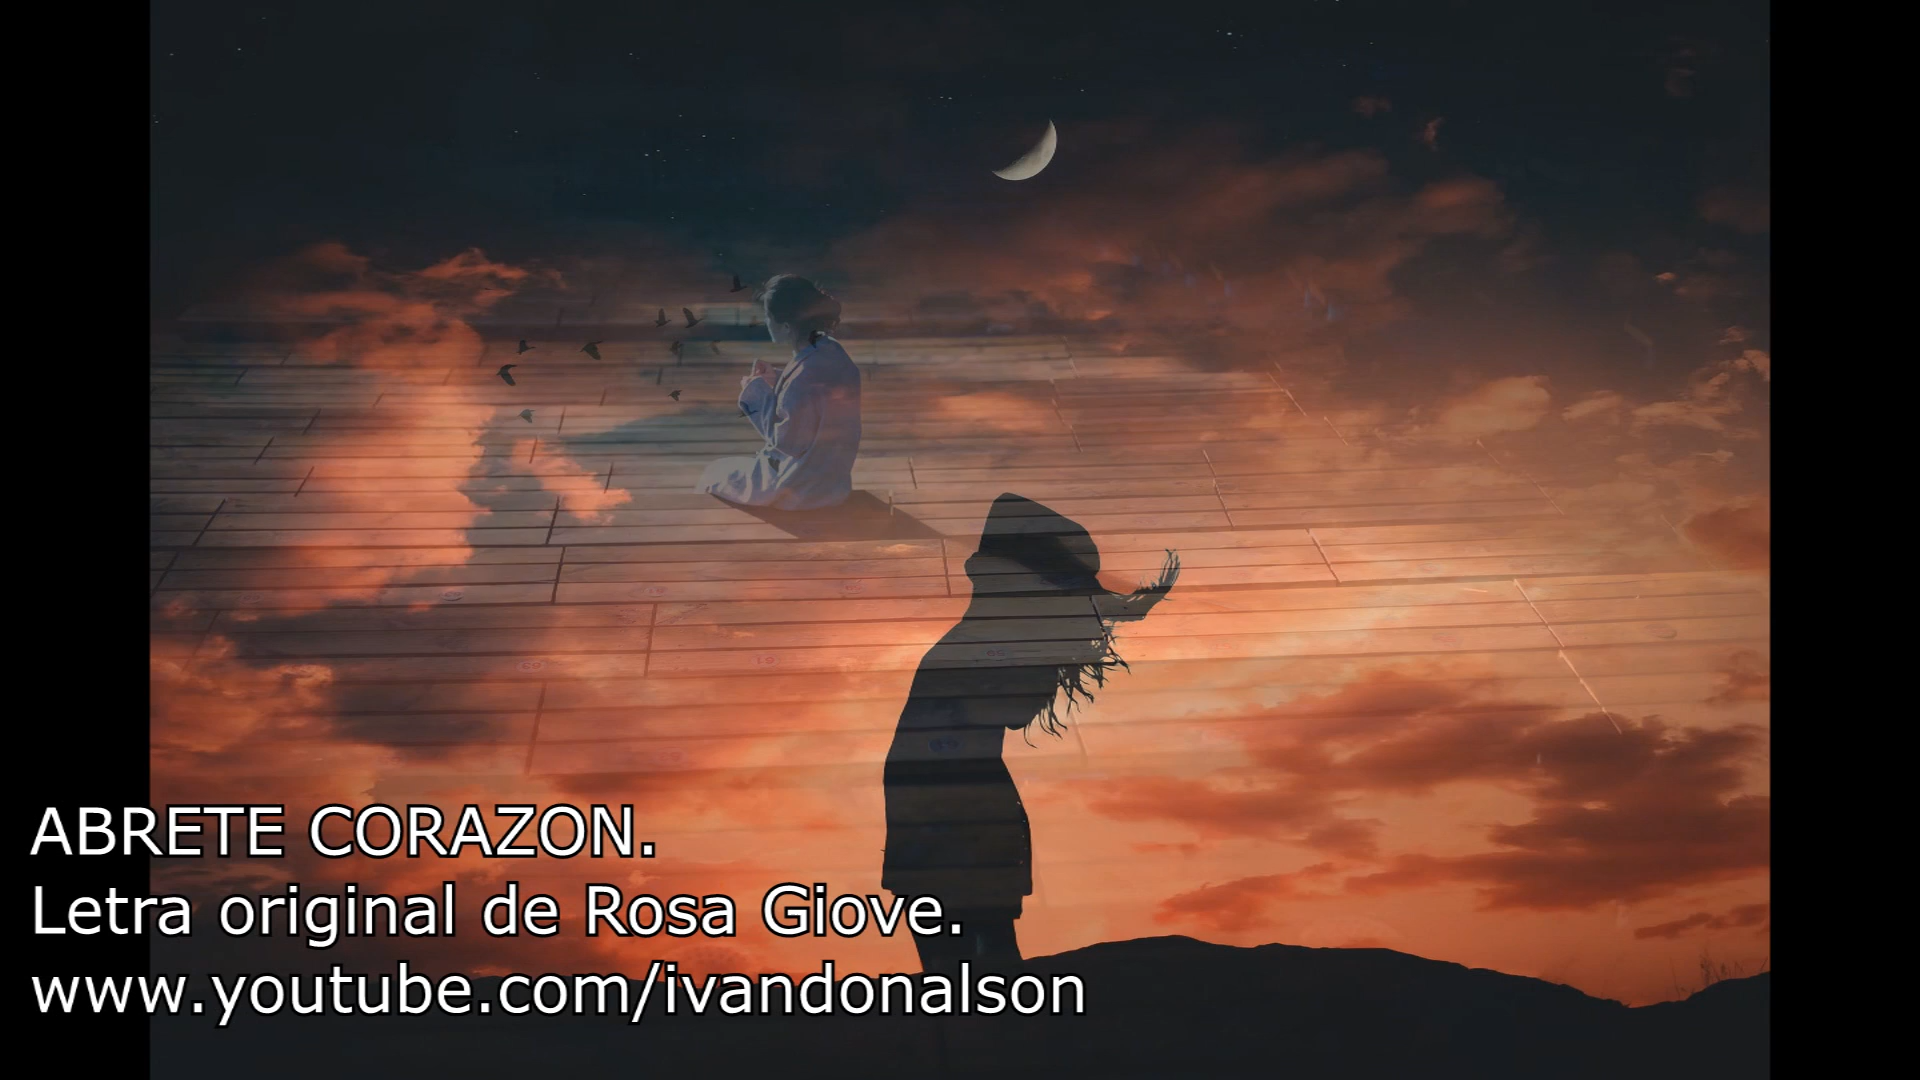 ABRETE CORAZON.
Letra original de Rosa Giove.
www.youtube.com/ivandonalson